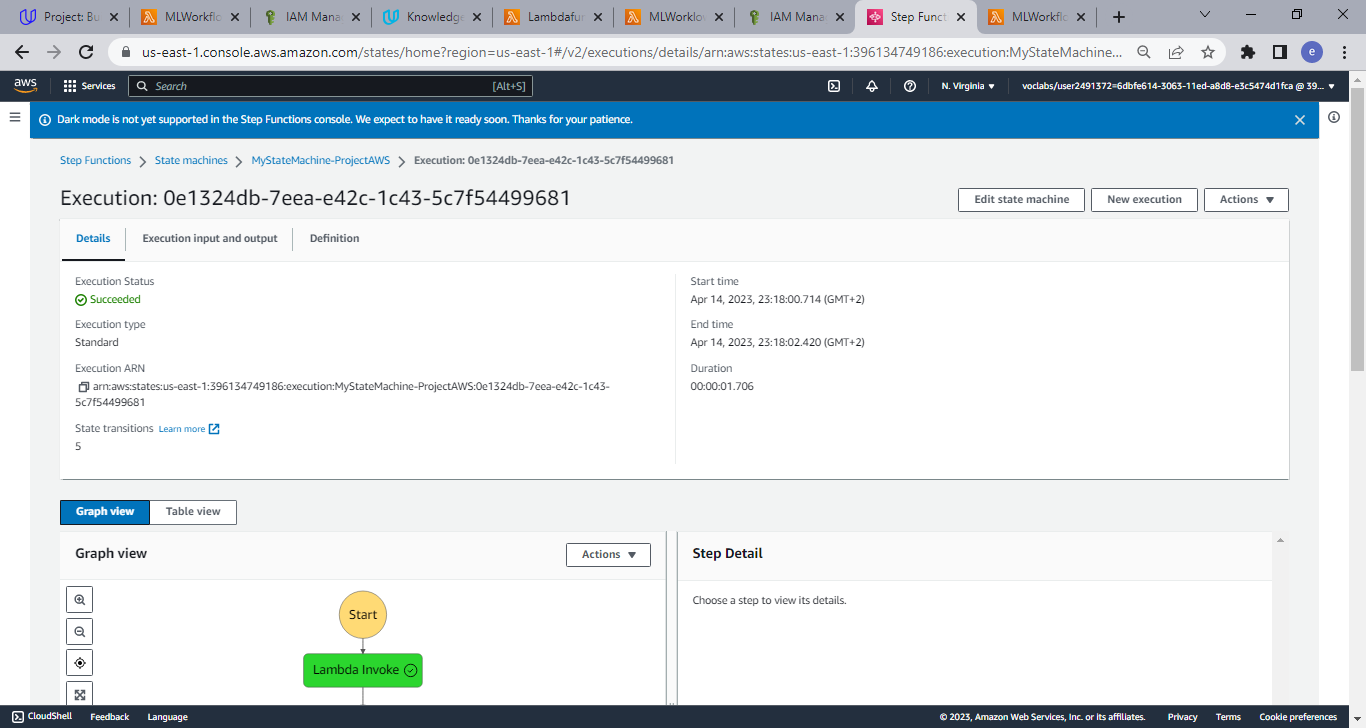 Project: Bu
MLWorkflo
IAM Mana
Knowledge
Lambdafur
MLWorklow
IAM Mana
Step Funct
MLWorkflo
us-east-1.console.aws.amazon.com/states/home?region=us-east-1#/v2/executions/details/arn:aws:states:us-east-1:396134749186:execution:MyStateMachine...
e
aws
Services
Search
[Alt+S]
N. Virginia
voclabs/user2491372=6dbfe614-3063-11ed-a8d8-e3c5474d1fca @ 39...
Dark mode is not yet supported in the Step Functions console. We expect to have it ready soon. Thanks for your patience.
Step Functions
State machines
MyStateMachine-ProjectAWS
Execution: 0e1324db-7eea-e42c-1c43-5c7f54499681
Execution: 0e1324db-7eea-e42c-1c43-5c7f54499681
Edit state machine
New execution
Actions
Details
Execution input and output
Definition
Execution Status
Succeeded
Execution type
Standard
Execution ARN
arn:aws:states:us-east-1:396134749186:execution:MyStateMachine-ProjectAWS:0e1324db-7eea-e42c-1c43-
5c7f54499681
State transitions Learn more
5
Start time
Apr 14, 2023, 23:18:00.714 (GMT+2)
End time
Apr 14, 2023, 23:18:02.420 (GMT+2)
Duration
00:00:01.706
Graph view
Table view
Graph view
Actions
Start
Lambda Invoke
Step Detail
Choose a step to view its details.
CloudShell
Feedback
Language
© 2023, Amazon Web Services, Inc. or its affiliates.
Privacy
Terms
Cookie preferences